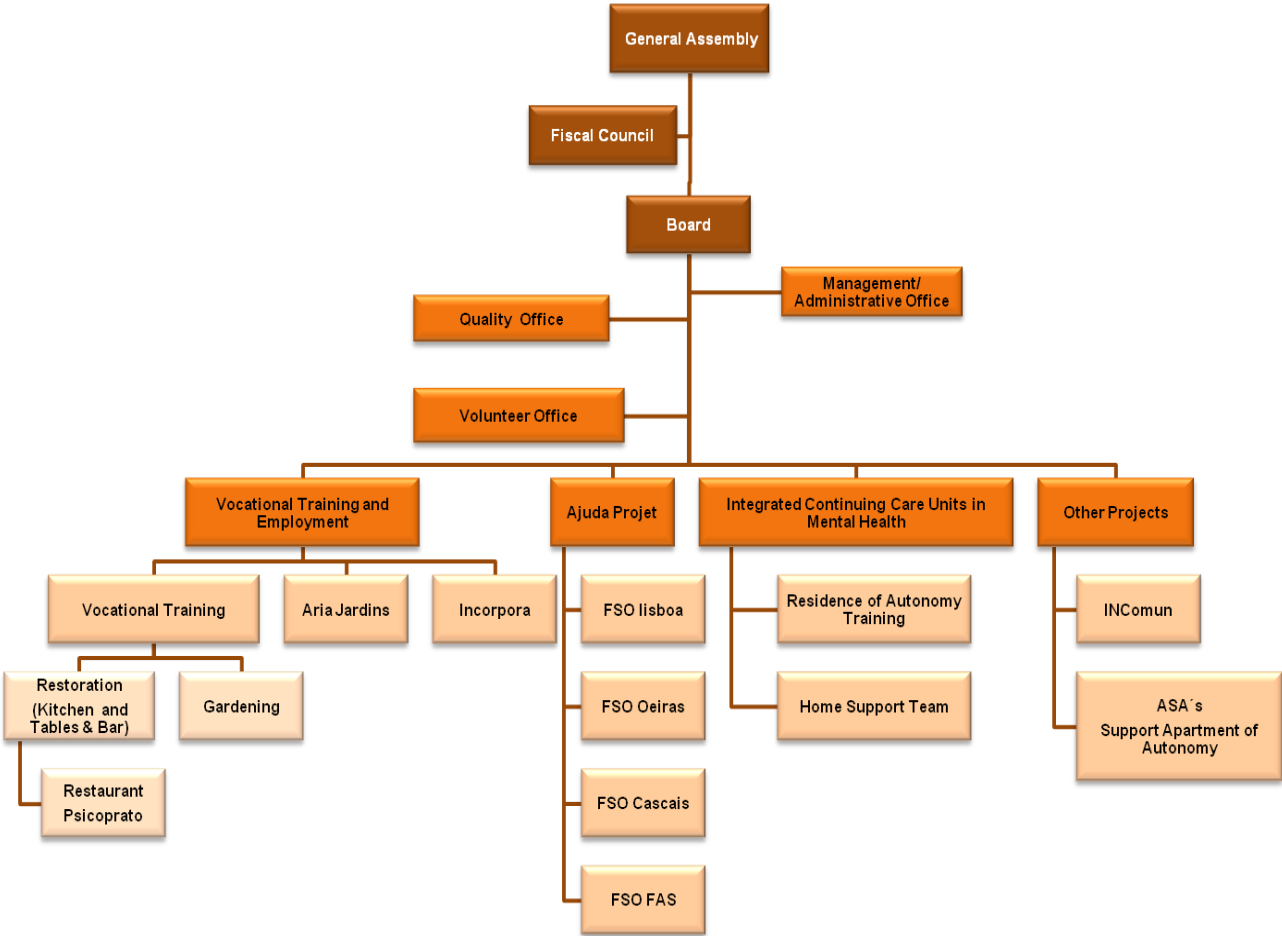 General Assembly
Fiscal Council
Board
Management/
Administrative Office
Quality Office
Volunteer Office
Vocational Training and
Employment
Ajuda Projet
Integrated Continuing Care Units in
Mental Health
Other Projects
Vocational Training
Aria Jardins
Incorpora
FSO lisboa
Residence of Autonomy
Training
INComun
Restoration
(Kitchen and
Tables & Bar)
Gardening
FSO Oeiras
Home Support Team
ASA´s
Support Apartment of
Autonomy
Restaurant
Psicoprato
FSO Cascais
FSO FAS